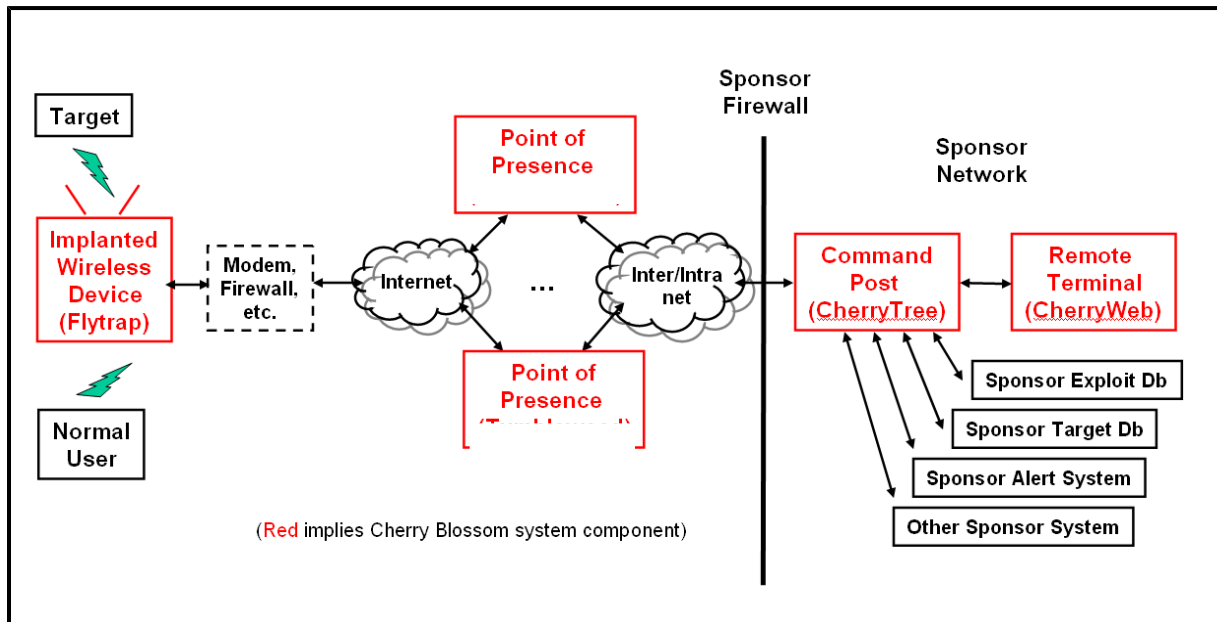 Sponsor
Firewall
Target
Point of
Presence
Sponsor
Network
Implanted
Wireless
Device
(Flytrap)
Modem,
Firewall,
etc.
Internet
...
Inter/Intra
net
Command
Post
(CherryTree)
Remote
Terminal
(CherryWeb)
Point of
Presence
Normal
User
Sponsor Exploit Db
Sponsor Target Db
Sponsor Alert System
Other Sponsor System
(Red implies Cherry Blossom system component)